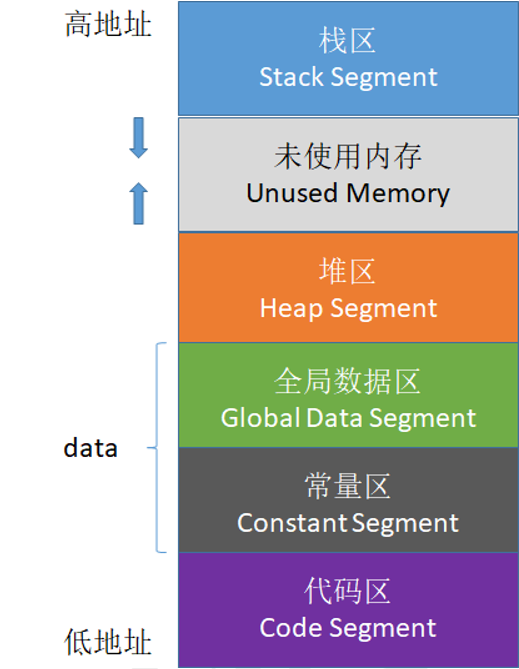 高地址
栈区
Stack Segment
未使用内存
Unused Memory
堆区
Heap Segment
全局数据区
Global Data Segment
data
常量区
Constant Segment
代码区
Code Segment
低地址